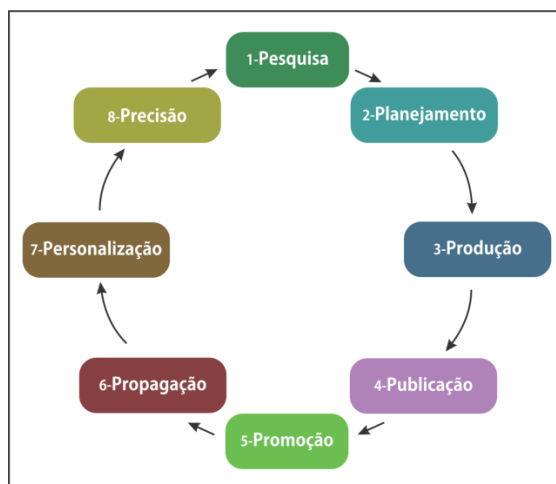 1-Pesquisa
2-Planejamento
3-Produção
4-Publicação
5-Promoção
6-Propagação
7-Personalização
8-Precisão